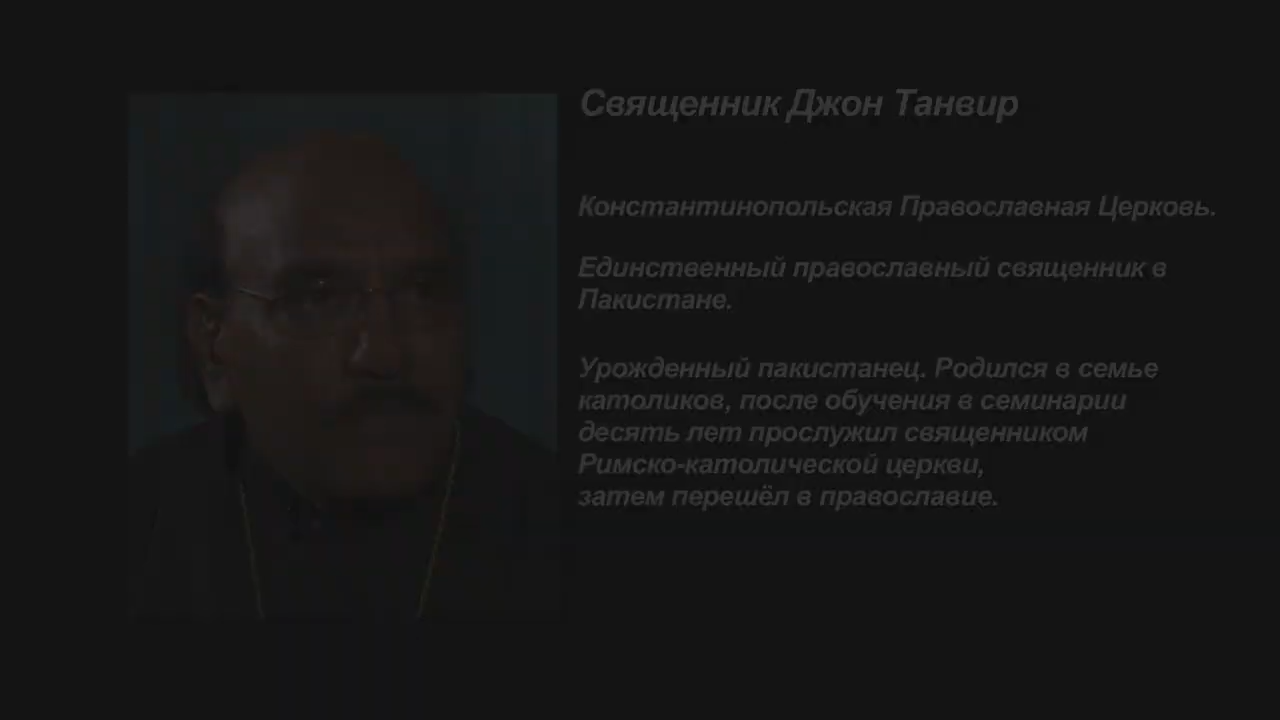 Священник Джон Танвир
Константинопольская Православная Церковь.
Единственный православный священник в
Пакистане.
Урожденный пакистанец. Родился в семье
католиков, после обучения в семинарии
десять лет прослужил священником
Римско-католической церкви,
затем перешёл в православие.